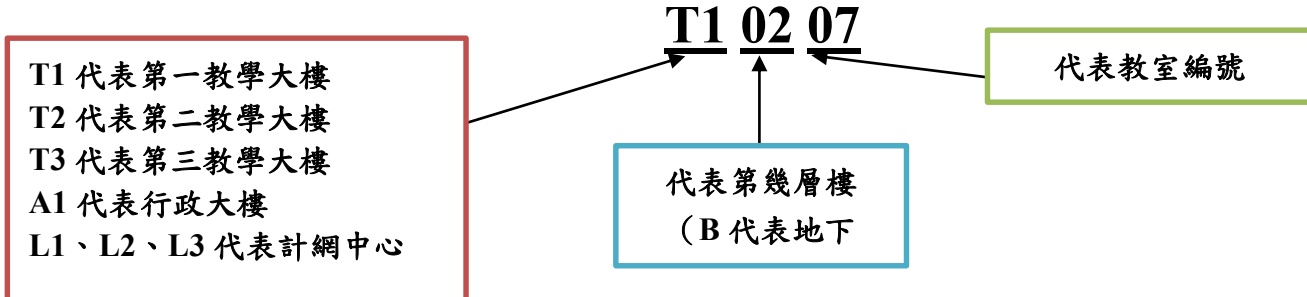 T1 02 07
T1 代表第一教學大樓
T2 代表第二教學大樓
T3 代表第三教學大樓
A1 代表行政大樓
L1、L2、L3 代表計網中心
代表第幾層樓
（B 代表地下
代表教室編號